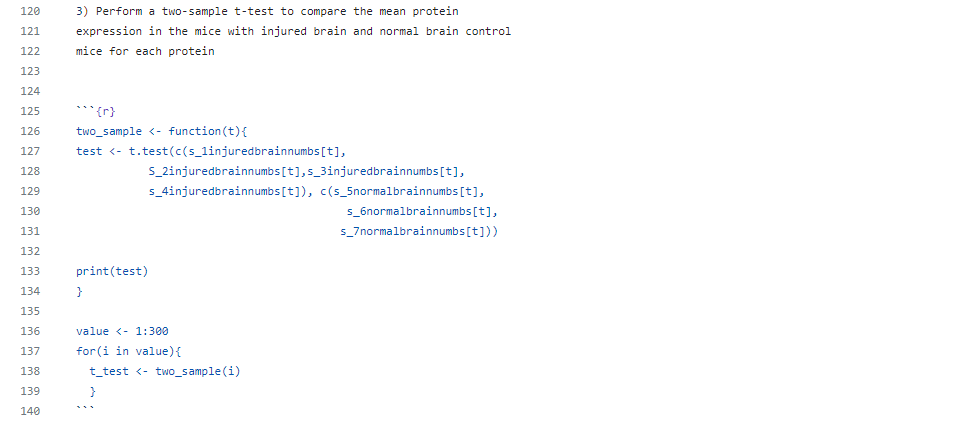 120 3) Perform a two-sample t-test to compare the mean protein
121 expression in the mice with injured brain and normal brain control
122 mice for each protein
123
124
125 ```{r}
126 two_sample <- function(t){
127 test <- t.test(c(s_1injuredbrainnumbs[t],
128            S_2injuredbrainnumbs[t],s_3injuredbrainnumbs[t],
129            s_4injuredbrainnumbs[t]), c(s_5normalbrainnumbs[t],
130                                          s_6normalbrainnumbs[t],
131                                         s_7normalbrainnumbs[t]))
132
133 print(test)
134 }
135
136 value <- 1:300
137 for(i in value){
138   t_test <- two_sample(i)
139   }
140 ```